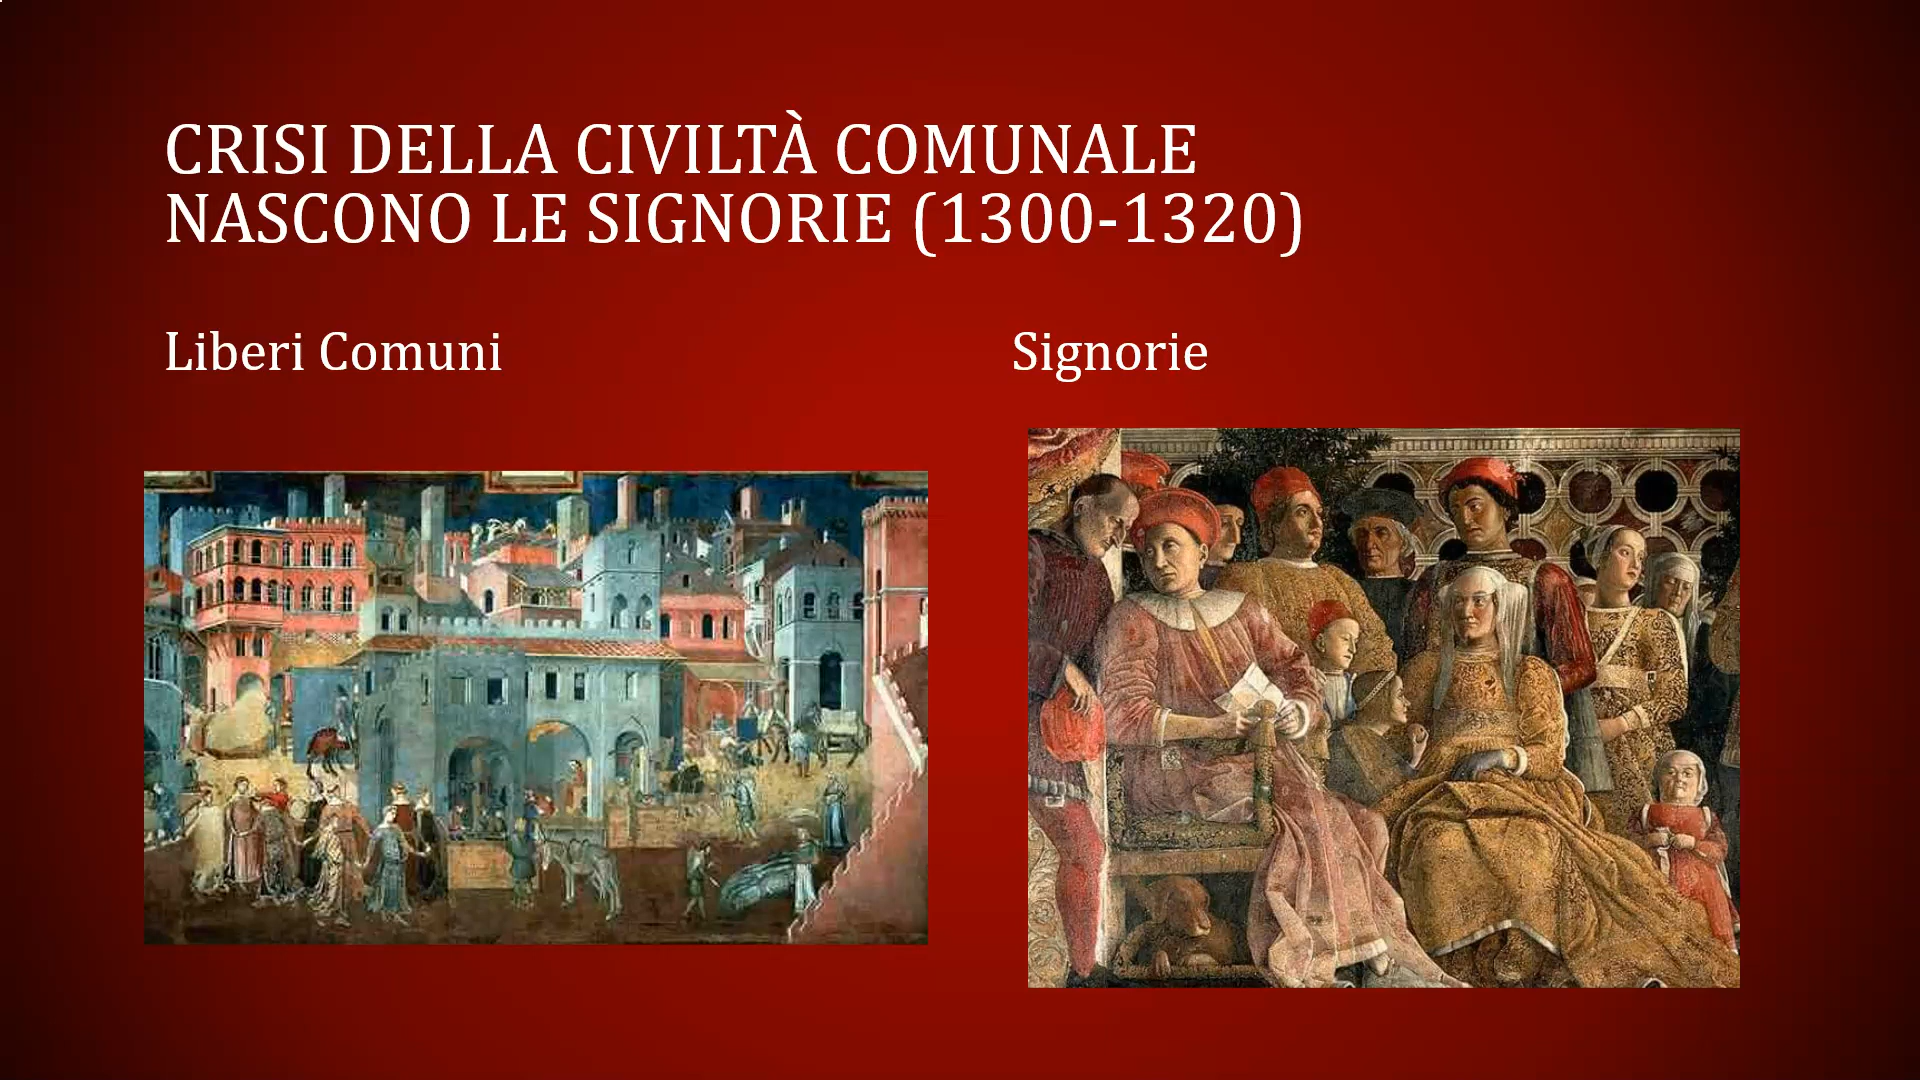 CRISI DELLA CIVILTÀ COMUNALE
NASCONO LE SIGNORIE (1300-1320)
Liberi Comuni
Signorie